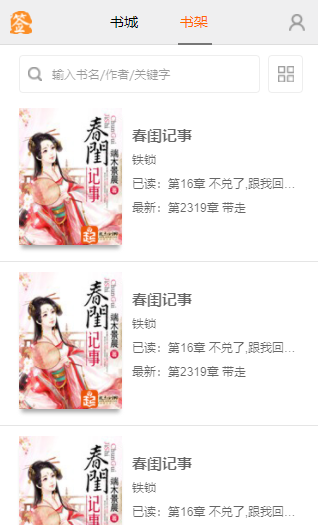 签
书城
书架
输入书名/作者/关键字
春闺记事
端木景晨
春闺记事
铁锁
已读：第16章 不兑了,跟我回…
最新：第2319章 带走
春闺记事
端木景晨
春闺记事
铁锁
已读：第16章 不兑了,跟我回…
最新：第2319章 带走
春闺记
端木景晨
春闺记事
铁锁
已读：第16章 不兑了,跟我回…